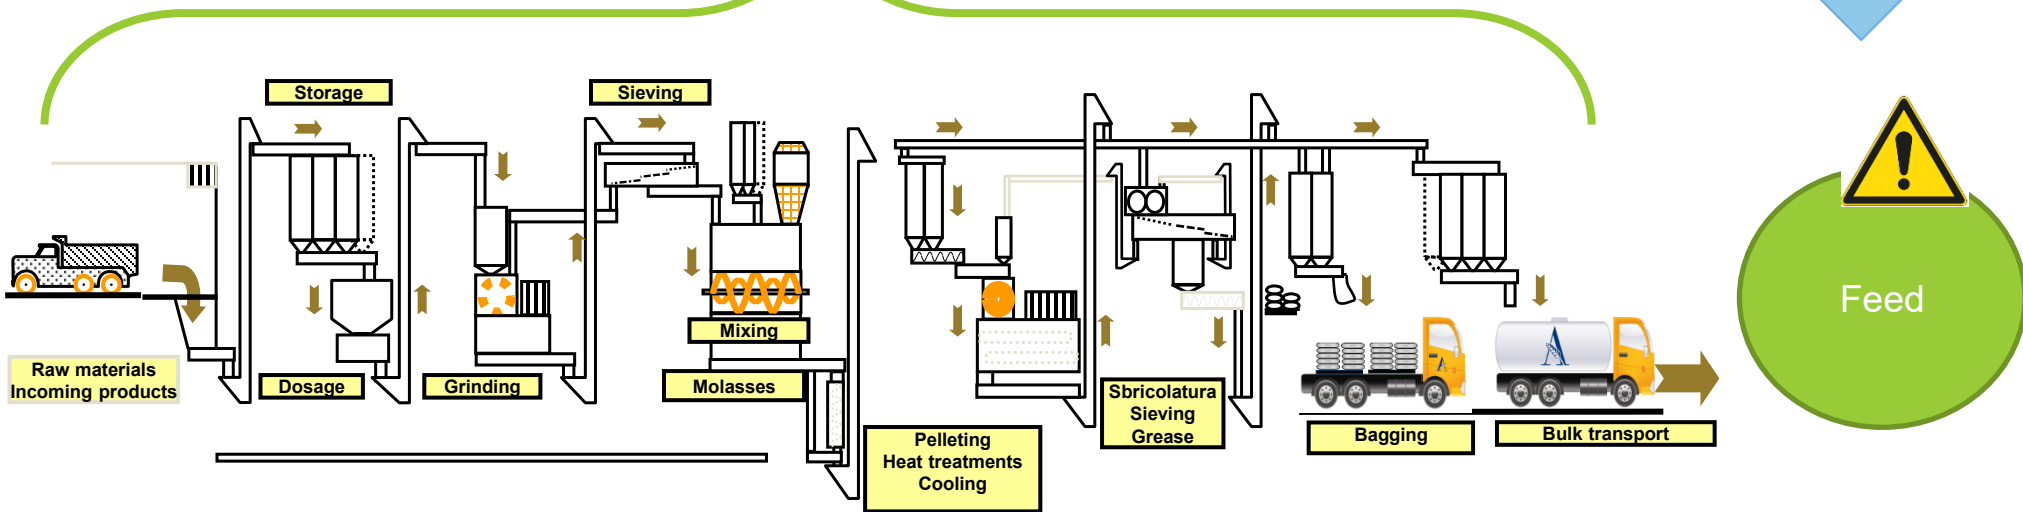 Storage
Sieving
Raw materials
Incoming products
Dosage
Grinding
Mixing
Molasses
Pelleting
Heat treatments
Cooling
Sbricolatura
Sieving
Grease
Bagging
Bulk transport
A
Feed